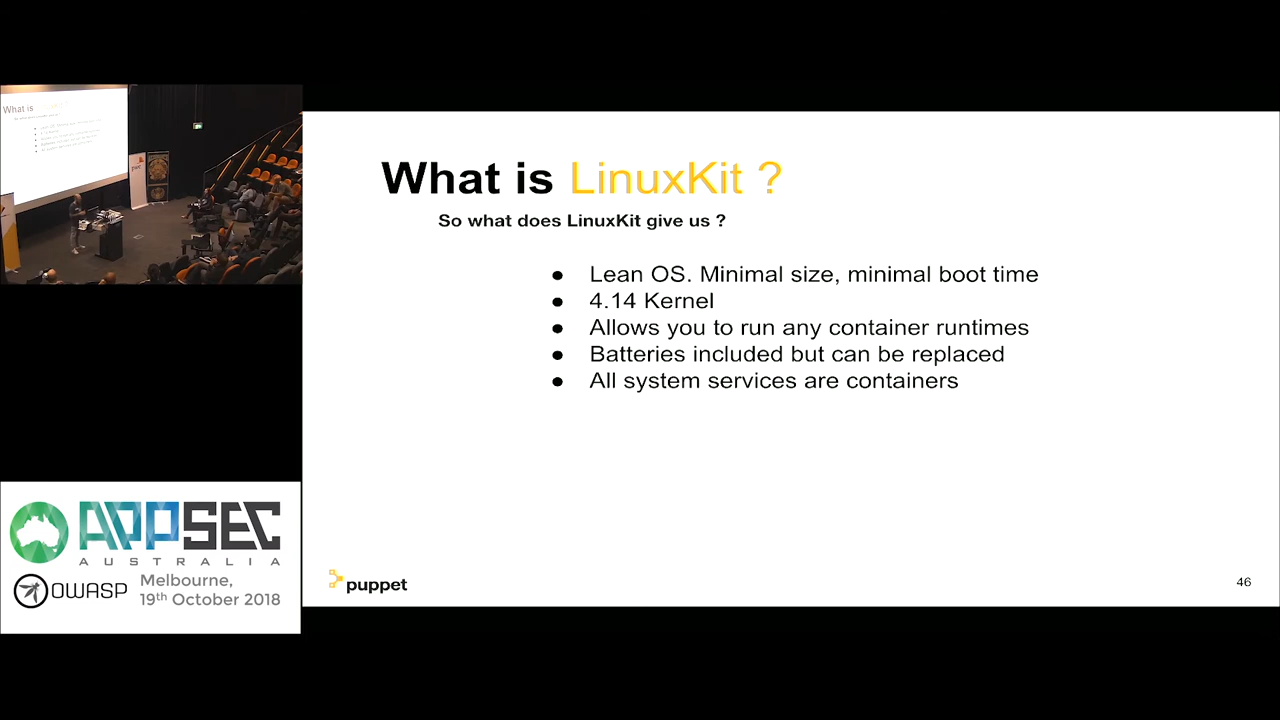 What is LinuxKit ?
So what does LinuxKit give us ?
● Lean OS. Minimal size, minimal boot time
● 4.14 Kernel
● Allows you to run any container runtimes
● Batteries included but can be replaced
● All system services are containers
puppet
46
What is
APPSEC
AUSTRALIA
OWASP
Melbourne,
19th October 2018